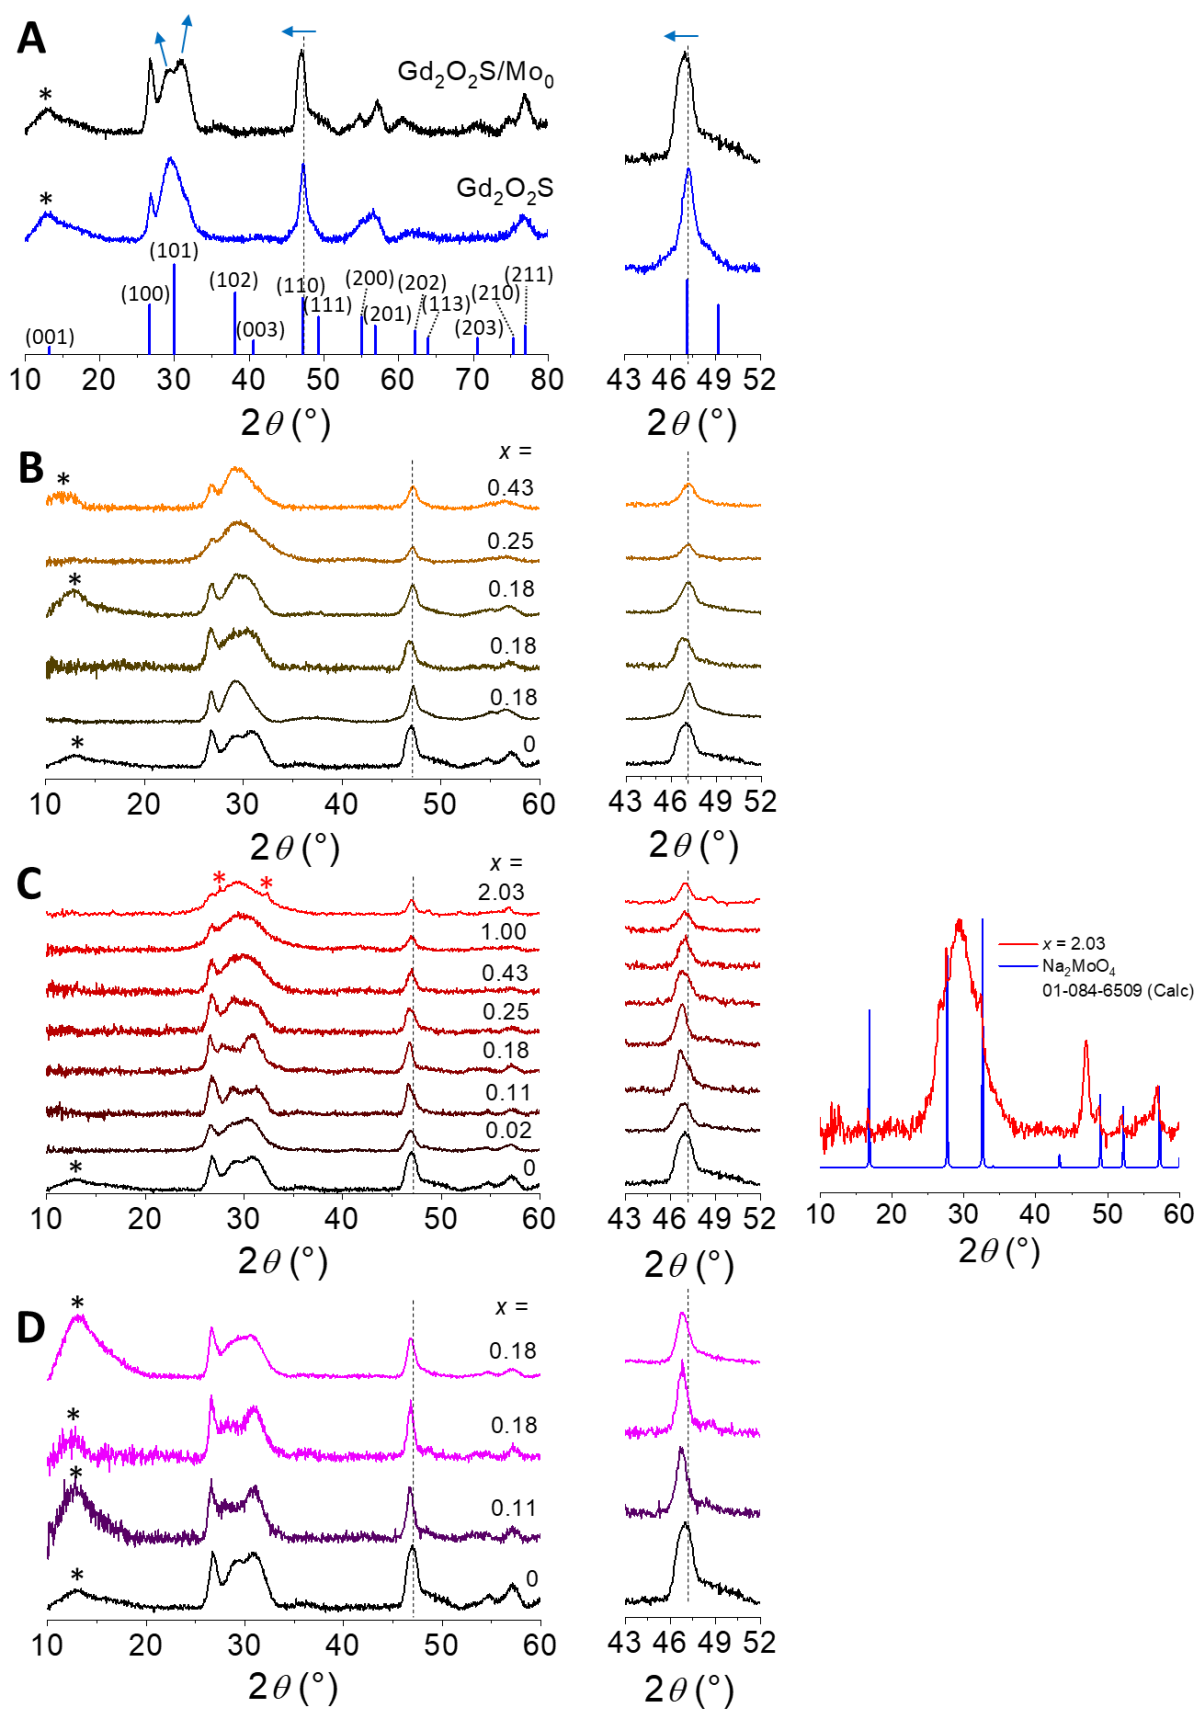 A
Gd₂O₂S/Mo₀
*
Gd₂O₂S
*
(101)
(100)
(102)
(110)
(200)
(202)
(210)
(211)
(001)
(003)
(111)
(201)
(113)
(203)
10 20 30 40 50 60 70 80
43 46 49 52
2θ (°)
2θ (°)
B
x =
*
0.43
0.25
*
0.18
0.18
0.18
*
0
10 20 30 40 50 60
43 46 49 52
2θ (°)
2θ (°)
C
x =
* *
2.03
1.00
0.43
0.25
0.18
0.11
0.02
*
0
10 20 30 40 50 60
43 46 49 52
2θ (°)
2θ (°)
x = 2.03
Na₂MoO₄
01-084-6509 (Calc)
10 20 30 40 50 60
2θ (°)
D
x =
*
0.18
*
0.18
*
0.11
*
0
10 20 30 40 50 60
43 46 49 52
2θ (°)
2θ (°)